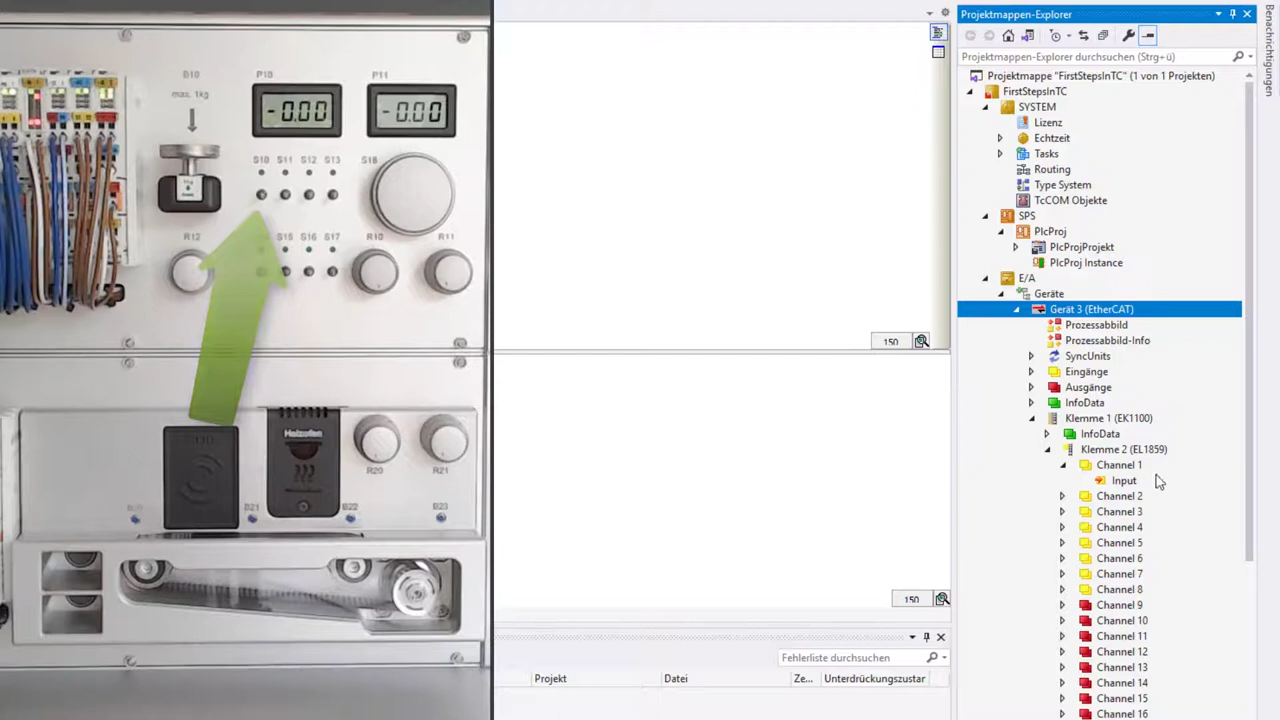 B10
max. 1kg
P10
P11
-0.00
-0.00
S10 S11 S12 S13
S18
S15 S16 S17
R12
R10
R11
Heizofen
R20
R21
B21
B22
B23
150
150
Projekt
Datei
Ze...
Unterdrückungszustar
Fehlerliste durchsuchen
Projektmappen-Explorer
Projektmappen-Explorer durchsuchen (Strg+ü)
Projektmappe "FirstStepsInTC" (1 von 1 Projekten)
FirstStepsInTC
SYSTEM
Lizenz
Echtzeit
Tasks
Routing
Type System
TcCOM Objekte
SPS
PlcProj
PlcProjProjekt
PlcProj Instance
E/A
Geräte
Gerät 3 (EtherCAT)
Prozessabbild
Prozessabbild-Info
SyncUnits
Eingänge
Ausgänge
InfoData
Klemme 1 (EK1100)
InfoData
Klemme 2 (EL1859)
Channel 1
Input
Channel 2
Channel 3
Channel 4
Channel 5
Channel 6
Channel 7
Channel 8
Channel 9
Channel 10
Channel 11
Channel 12
Channel 13
Channel 14
Channel 15
Channel 16
Benachrichtigungen